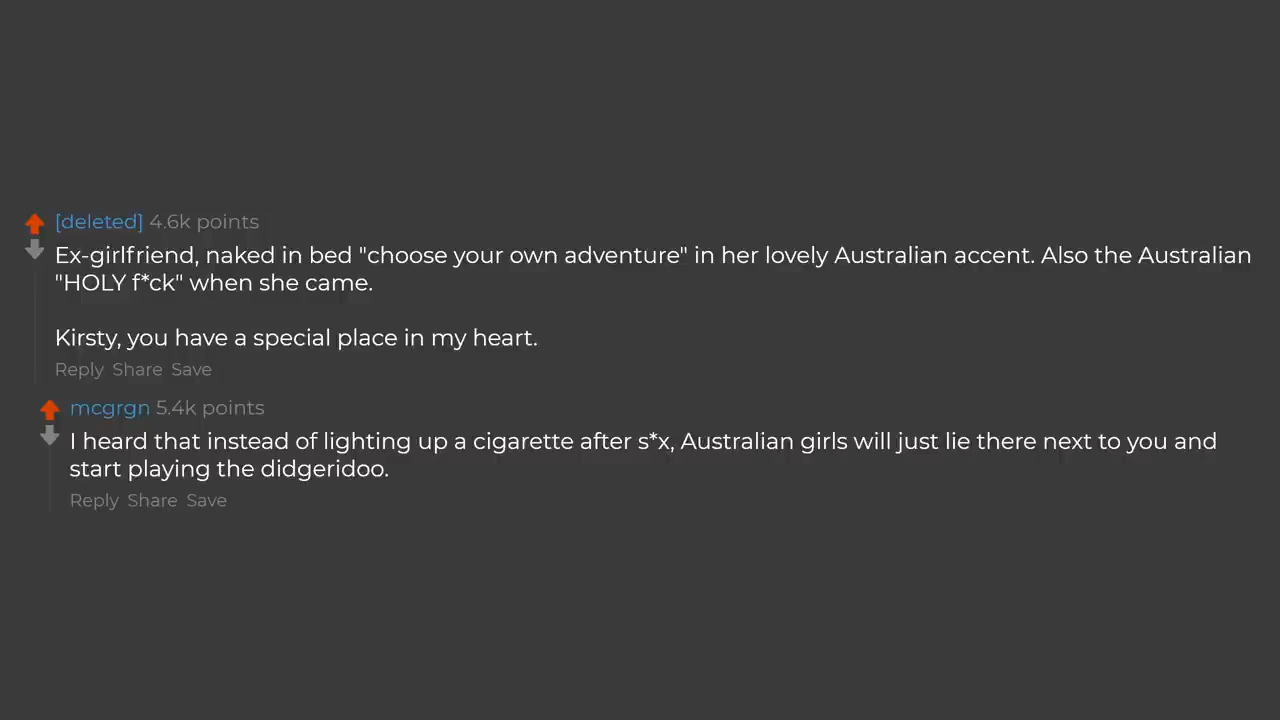 [deleted] 4.6k points
Ex-girlfriend, naked in bed "choose your own adventure" in her lovely Australian accent. Also the Australian
"HOLY f*ck" when she came.
Kirsty, you have a special place in my heart.
Reply Share Save
mcgrgn 5.4k points
I heard that instead of lighting up a cigarette after s*x, Australian girls will just lie there next to you and
start playing the didgeridoo.
Reply Share Save